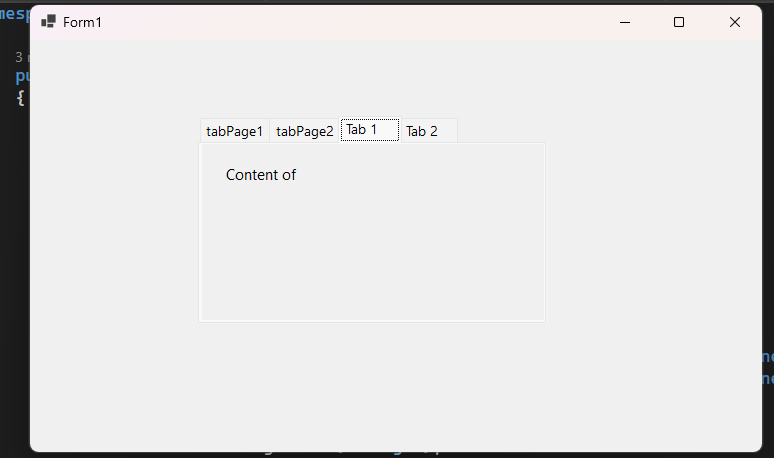 Form1
tabPage1 tabPage2 Tab 1 Tab 2
Content of
{